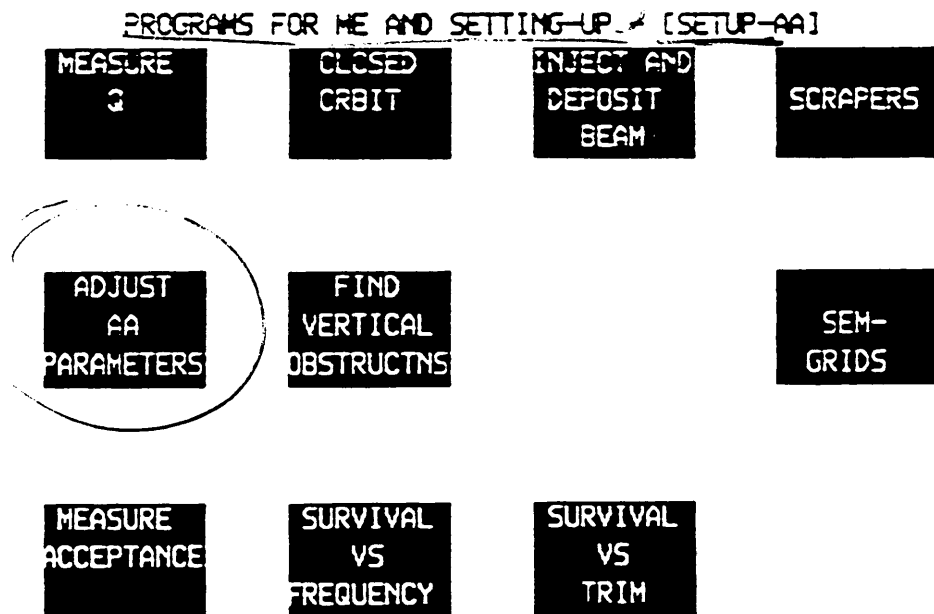 PROGRAMS FOR ME AND SETTING-UP. [SETUP-AA]
MEASURE
Q
CLOSED
ORBIT
INJECT AND
DEPOSIT
BEAM
SCRAPERS
ADJUST
AA
PARAMETERS
FIND
VERTICAL
OBSTRUCTNS
SEM-
GRIDS
MEASURE
ACCEPTANCE
SURVIVAL
VS
FREQUENCY
SURVIVAL
VS
TRIM